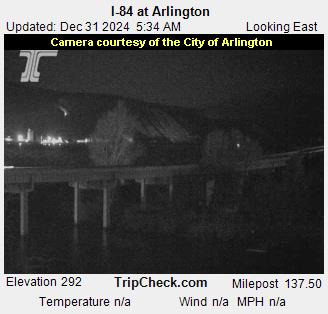 I-84 at Arlington
Updated: Dec 31 2024 5:34 AM Looking East
Camera courtesy of the City of Arlington
Elevation 292 TripCheck.com Milepost 137.50
Temperature n/a Wind n/a MPH n/a